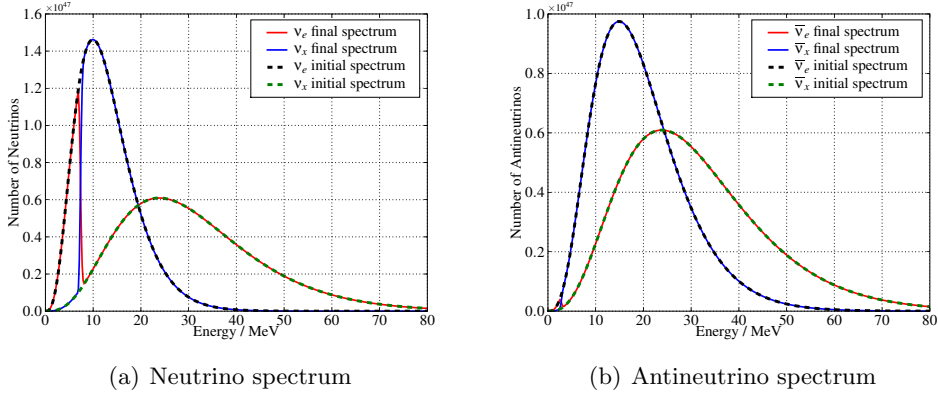 ×10⁴⁷
1.6
1.4
1.2
1.0
0.8
0.6
0.4
0.2
0.0
0 10 20 30 40 50 60 70 80
Number of Neutrinos
Energy / MeV
νₑ final spectrum
νₓ final spectrum
νₑ initial spectrum
νₓ initial spectrum
(a) Neutrino spectrum
×10⁴⁷
1.0
0.8
0.6
0.4
0.2
0.0
0 10 20 30 40 50 60 70 80
Number of Antineutrinos
Energy / MeV
ν̅ₑ final spectrum
ν̅ₓ final spectrum
ν̅ₑ initial spectrum
ν̅ₓ initial spectrum
(b) Antineutrino spectrum